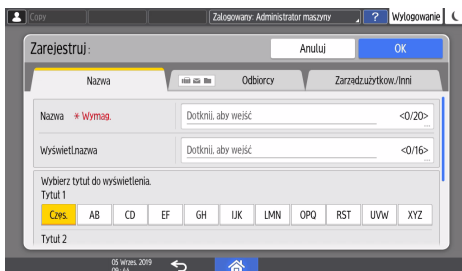 Copy
Zalogowany: Administrator maszyny
?
Wylogowanie
Zarejestruj:
Anuluj
OK
Nazwa
Odbiorcy
Zarządz.użytkow./Inni
Nazwa * Wymag.
Dotknij, aby wejść
<0/20>
Wyświetl.nazwa
Dotknij, aby wejść
<0/16>
Wybierz tytuł do wyświetlenia.
Tytuł 1
Częs. AB CD EF GH IJK LMN OPQ RST UVW XYZ
Tytuł 2
05 Wrzes. 2019